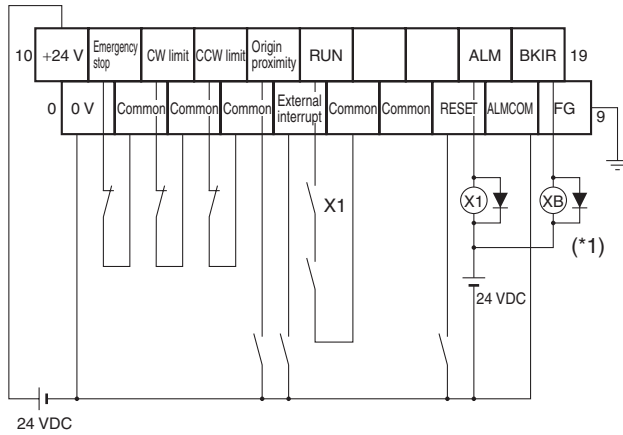 10 +24 V Emergency stop CW limit CCW limit Origin proximity RUN ALM BKIR 19
0 0 V Common Common Common External interrupt Common Common RESET ALMCOM FG 9
X1 X1 XB
(*1)
24 VDC
24 VDC